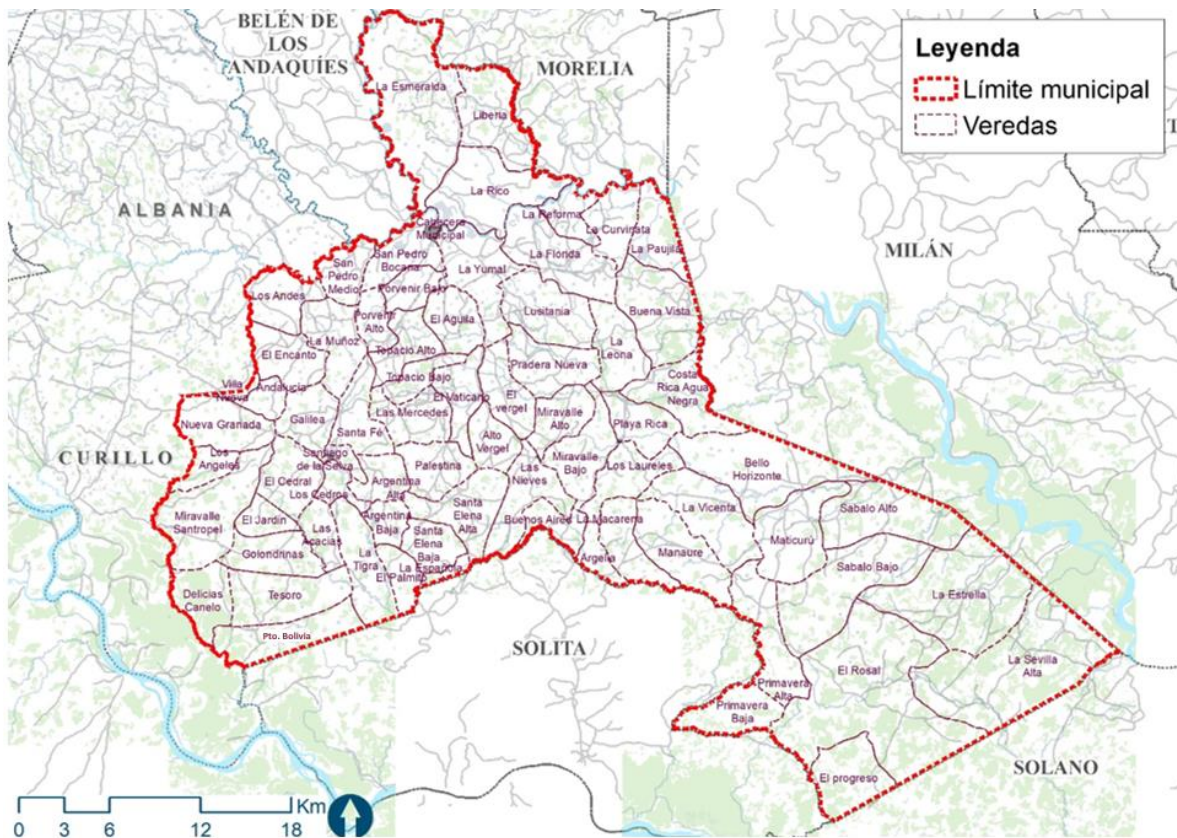 BELÉN DE
LOS
ANDAQUÍES
MORELIA
Leyenda
Límite municipal
Veredas
T
La Esmeralda
Liberia
ALBANIA
La Rico
Cabecera
Municipal
La Reforma
La Curvinata
La Paujila
MILÁN
San Pedro
Bocana
San
Pedro
Medio
La Yumal
La Florida
Los Andes
Porvenir Bajo
Porvenir
Alto
El Aguila
Lusitania
Buena Vista
La Muñoz
El Encanto
Topacio Alto
La
Leona
Pradera Nueva
Topacio Bajo
Costa
Rica Agua
Negra
Villa
Nueva
Andalucía
El Vaticano
El
vergel
Nueva Granada
Galilea
Las Mercedes
Miravalle
Alto
Playa Rica
Santa Fé
Alto
Vergel
CURILLO
Los
Angeles
Santiago
de la Selva
Palestina
Las
Nieves
Miravalle
Bajo
Los Laureles
Bello
Horizonte
El Cedral
Los Cedros
Argentina
Alta
Miravalle
Santropel
El Jardin
Las
Acacias
Argentina
Baja
Santa
Elena
Alta
Buenos Aires
La Macarena
La Vicenta
Sabalo Alto
Santa
Elena
Baja
Maticurú
Golondrinas
La
Tigra
La Española
El Palmito
Argelia
Manaure
Sabalo Bajo
Delicias
Canelo
Tesoro
La Estrella
Pto. Bolivia
SOLITA
El Rosal
La Sevilla
Alta
Primavera
Alta
Primavera
Baja
El progreso
SOLANO
Km
0 3 6 12 18